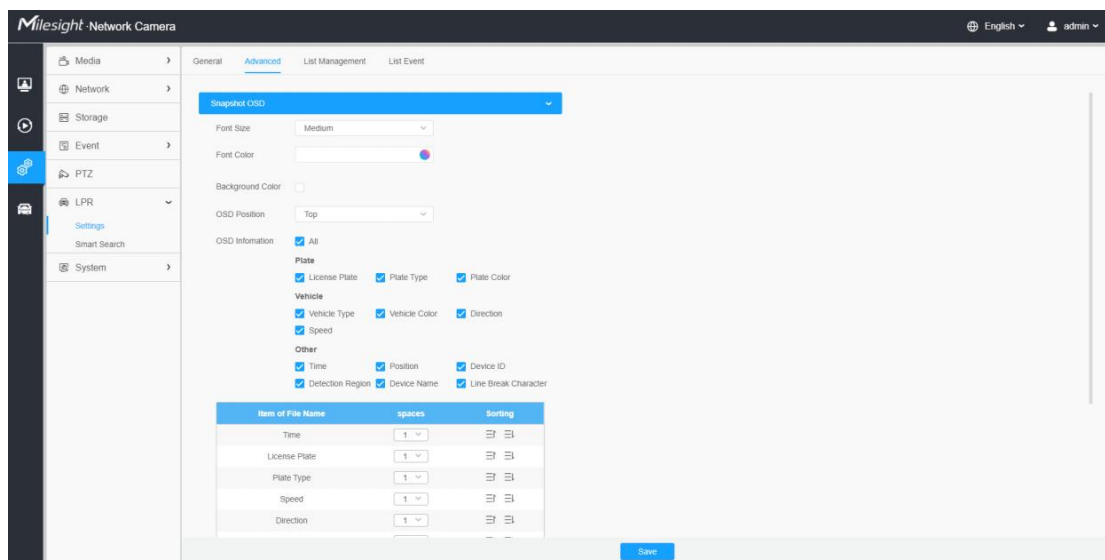 Milesight · Network Camera
English
admin
Media
Network
Storage
Event
PTZ
LPR
Settings
Smart Search
System
General Advanced List Management List Event
Snapshot OSD
Font Size Medium
Font Color
Background Color
OSD Position Top
OSD Infomation All
Plate
License Plate Plate Type Plate Color
Vehicle
Vehicle Type Vehicle Color Direction
Speed
Other
Time Position Device ID
Detection Region Device Name Line Break Character
Item of File Name spaces Sorting
Time 1
License Plate 1
Plate Type 1
Speed 1
Direction 1
Save